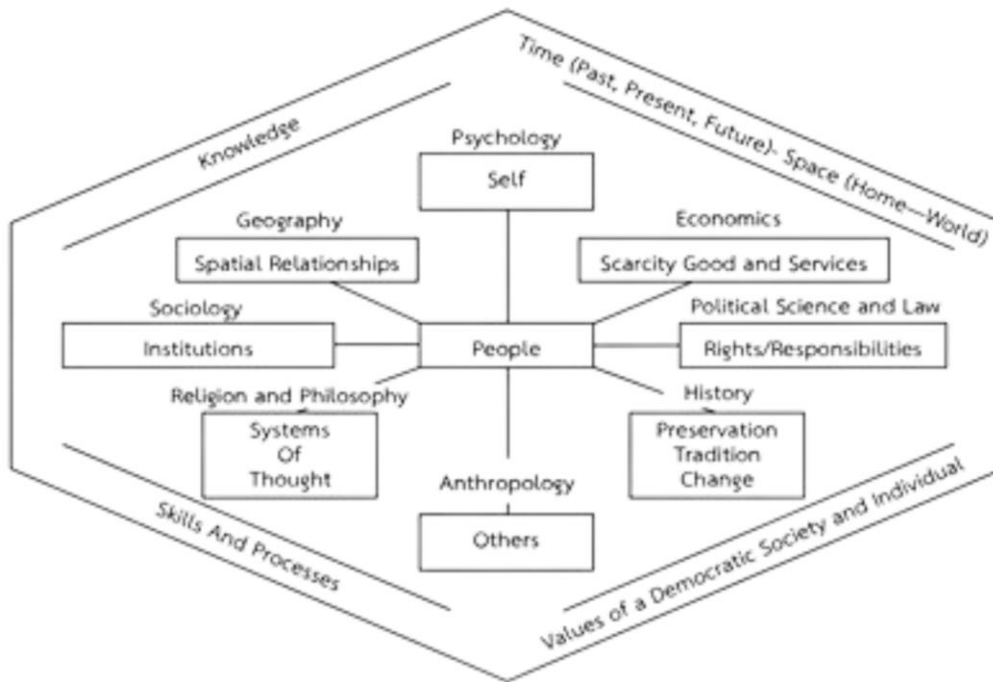 Time (Past, Present, Future)- Space (Home—World)
Knowledge
Psychology
Self
Geography
Spatial Relationships
Economics
Scarcity Good and Services
Sociology
Institutions
People
Political Science and Law
Rights/Responsibilities
Religion and Philosophy
Systems
Of
Thought
History
Preservation
Tradition
Change
Anthropology
Others
Skills And Processes
Values of a Democratic Society and Individual